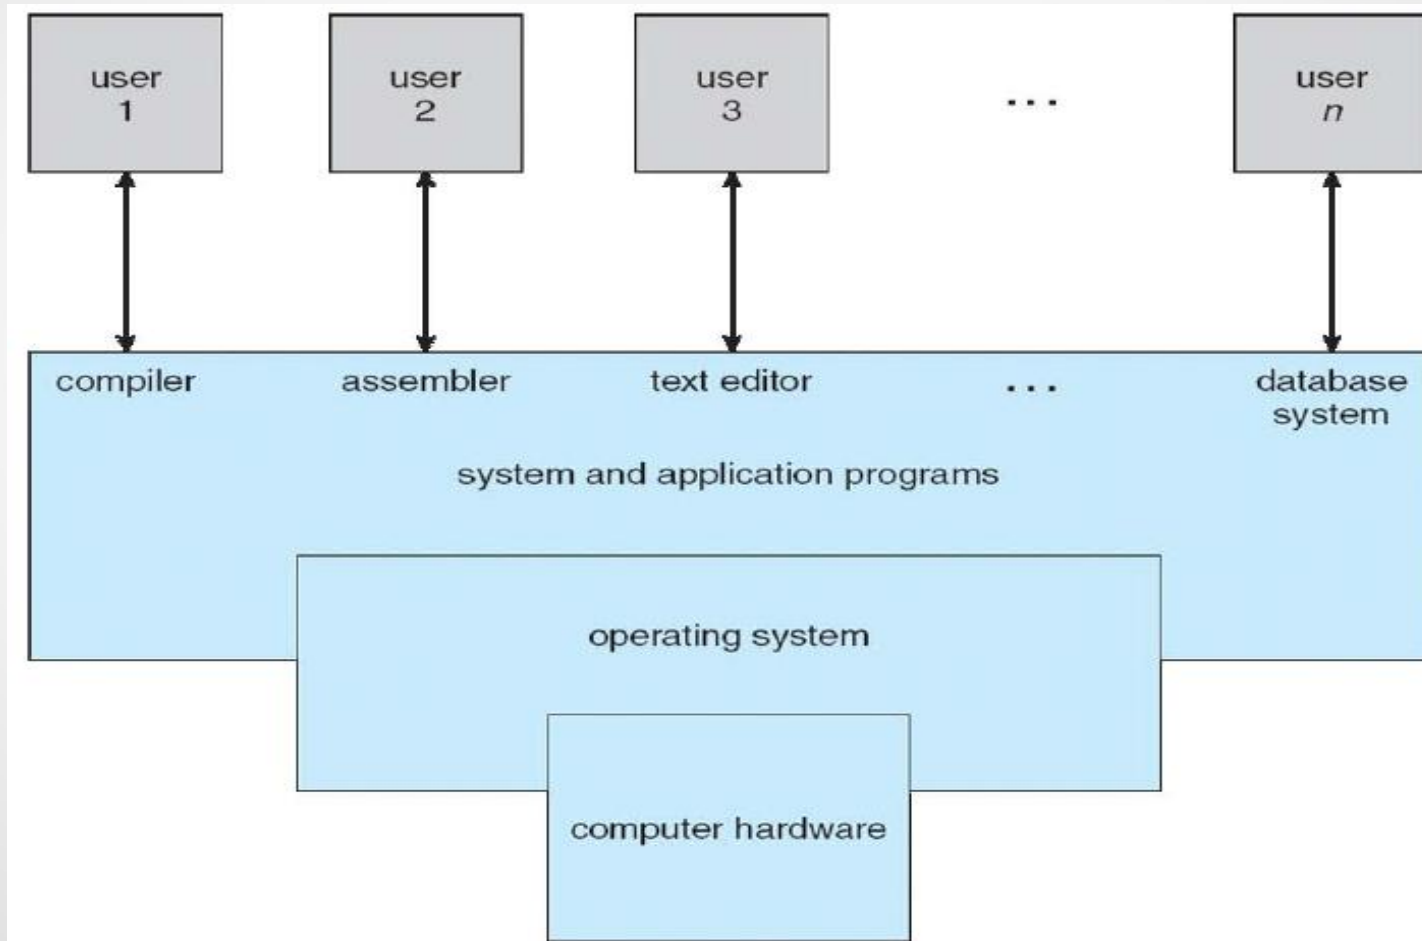 user
1
user
2
user
3
...
user
n
compiler
assembler
text editor
...
database
system
system and application programs
operating system
computer hardware